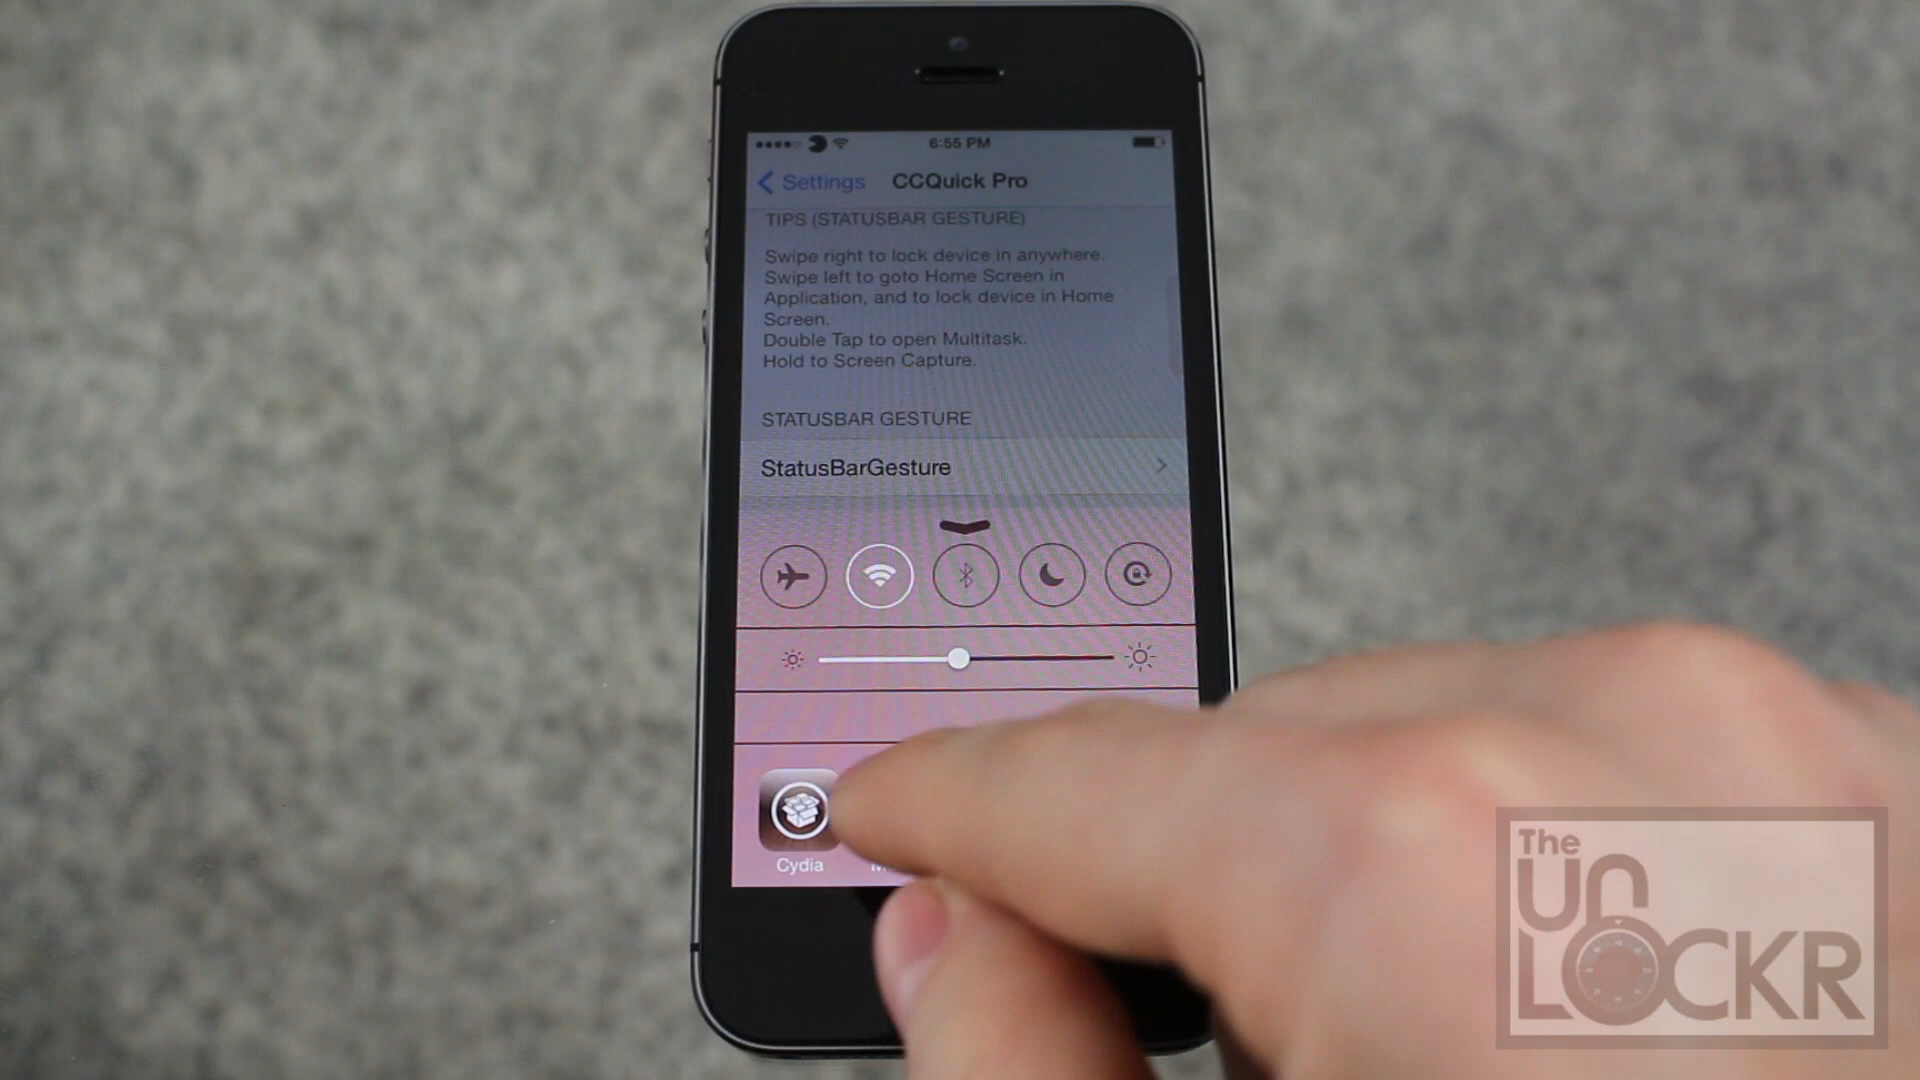 6:55 PM
Settings
CCQuick Pro
TIPS (STATUSBAR GESTURE)
Swipe right to lock device in anywhere.
Swipe left to goto Home Screen in
Application, and to lock device in Home
Screen.
Double Tap to open Multitask.
Hold to Screen Capture.
STATUSBAR GESTURE
StatusBarGesture
Cydia
The
UN
LOCKR